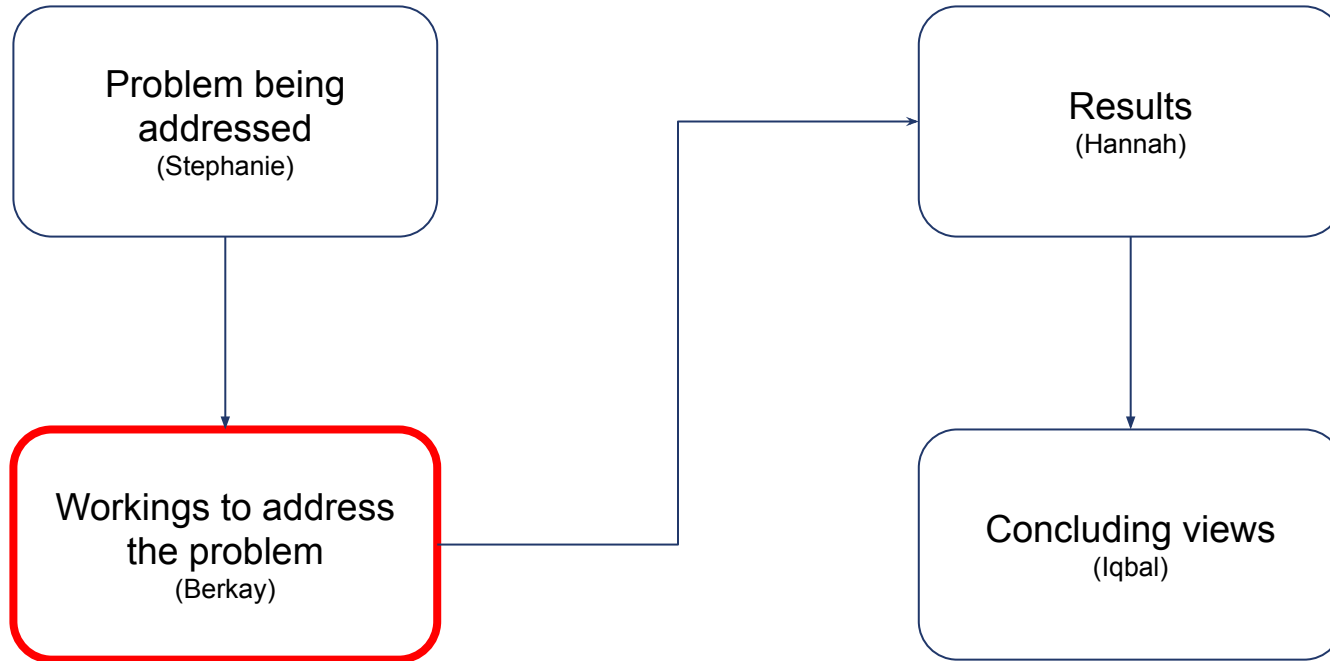 Problem being
addressed
(Stephanie)
Workings to address
the problem
(Berkay)
Results
(Hannah)
Concluding views
(Iqbal)